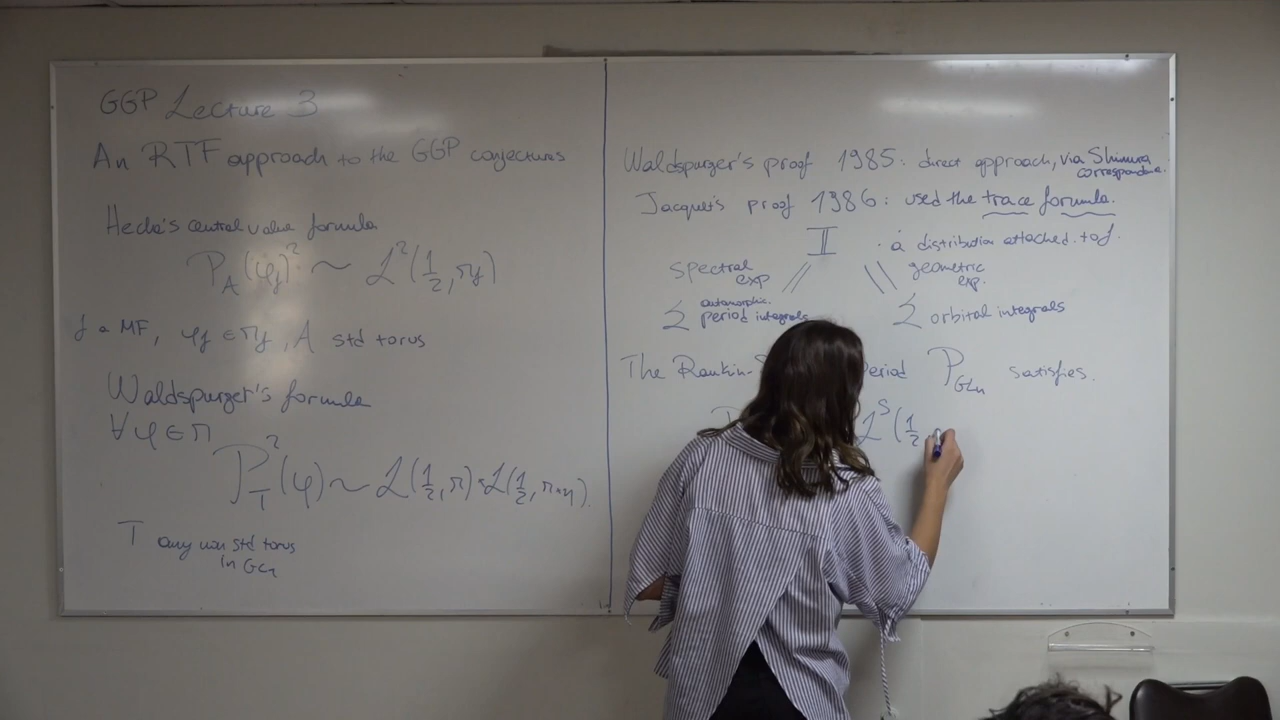 GGP Lecture 3
An RTF approach to the GGP conjectures
Hecke's central value formula
P_A(φ_f)² ~ L²(1/2, π_f)
f a MF, φ_f ∈ π_f, A std torus
Waldspurger's formula
∀φ ∈ π
P_T²(φ) ~ L(1/2, π) · L(1/2, π×η).
T any non std torus
in GL₂
Waldspurger's proof 1985: direct approach, via Shimura
correspondence.
Jacquet's proof 1986: used the trace formula.
I : a distribution attached to f.
spectral exp
geometric exp.
Σ automorphic period integrals
Σ orbital integrals
The Rankin- period P_GLn satisfies.
L^S(1/2